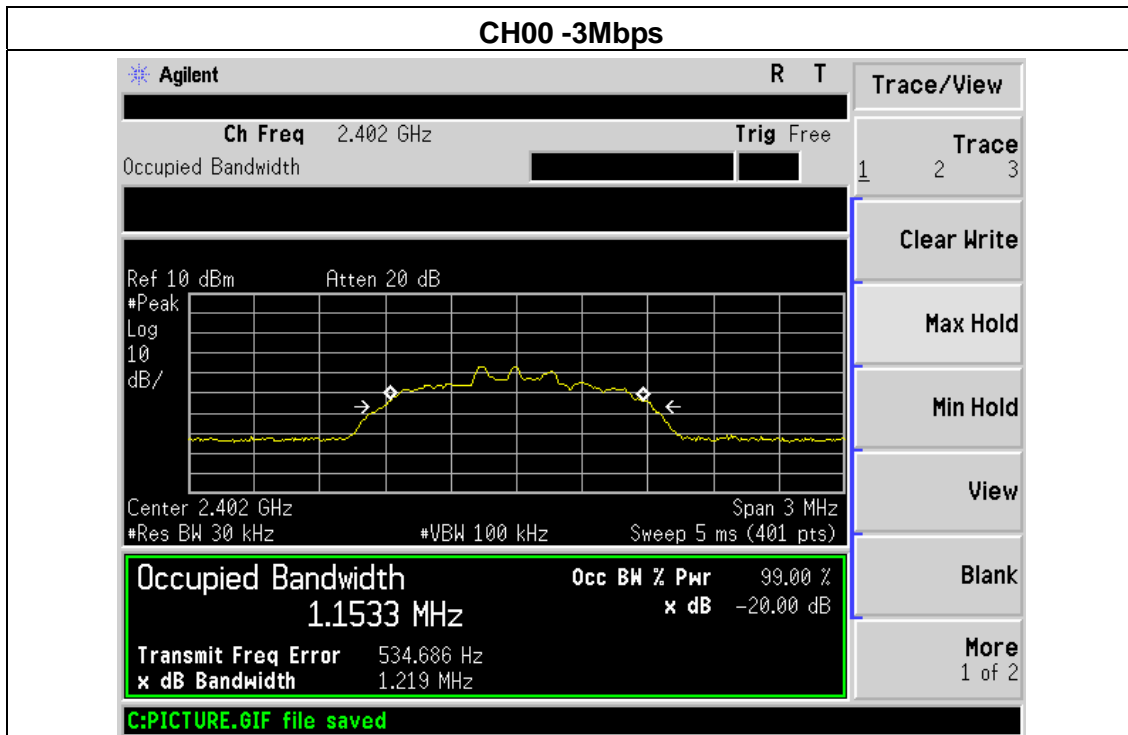 CH00 -3Mbps
Agilent R T
Ch Freq 2.402 GHz Trig Free
Occupied Bandwidth
Ref 10 dBm Atten 20 dB
#Peak
Log
10
dB/
Center 2.402 GHz Span 3 MHz
#Res BW 30 kHz #VBW 100 kHz Sweep 5 ms (401 pts)
Occupied Bandwidth Occ BW % Pwr 99.00 %
1.1533 MHz x dB -20.00 dB
Transmit Freq Error 534.686 Hz
x dB Bandwidth 1.219 MHz
C:PICTURE.GIF file saved
Trace/View
Trace
1 2 3
Clear Write
Max Hold
Min Hold
View
Blank
More
1 of 2